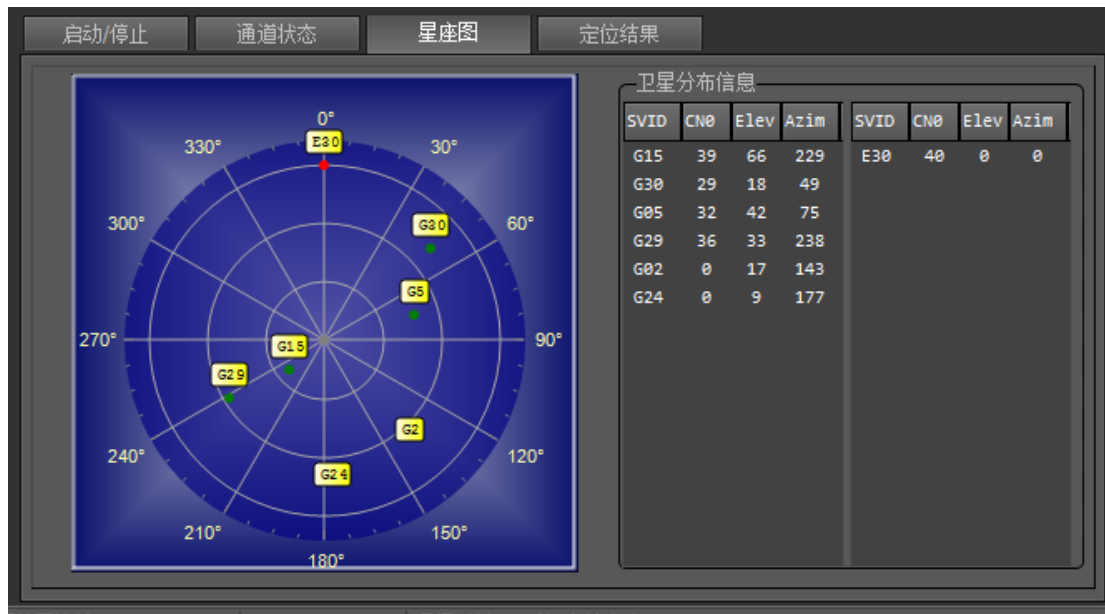 启动/停止 通道状态 星座图 定位结果
卫星分布信息
SVID CN0 Elev Azim SVID CN0 Elev Azim
G15 39 66 229 E30 40 0 0
G30 29 18 49
G05 32 42 75
G29 36 33 238
G02 0 17 143
G24 0 9 177
0°
E30
330° 30°
G30
300° 60°
G5
270° 90°
G15
G29
G2
240° 120°
G24
210° 150°
180°